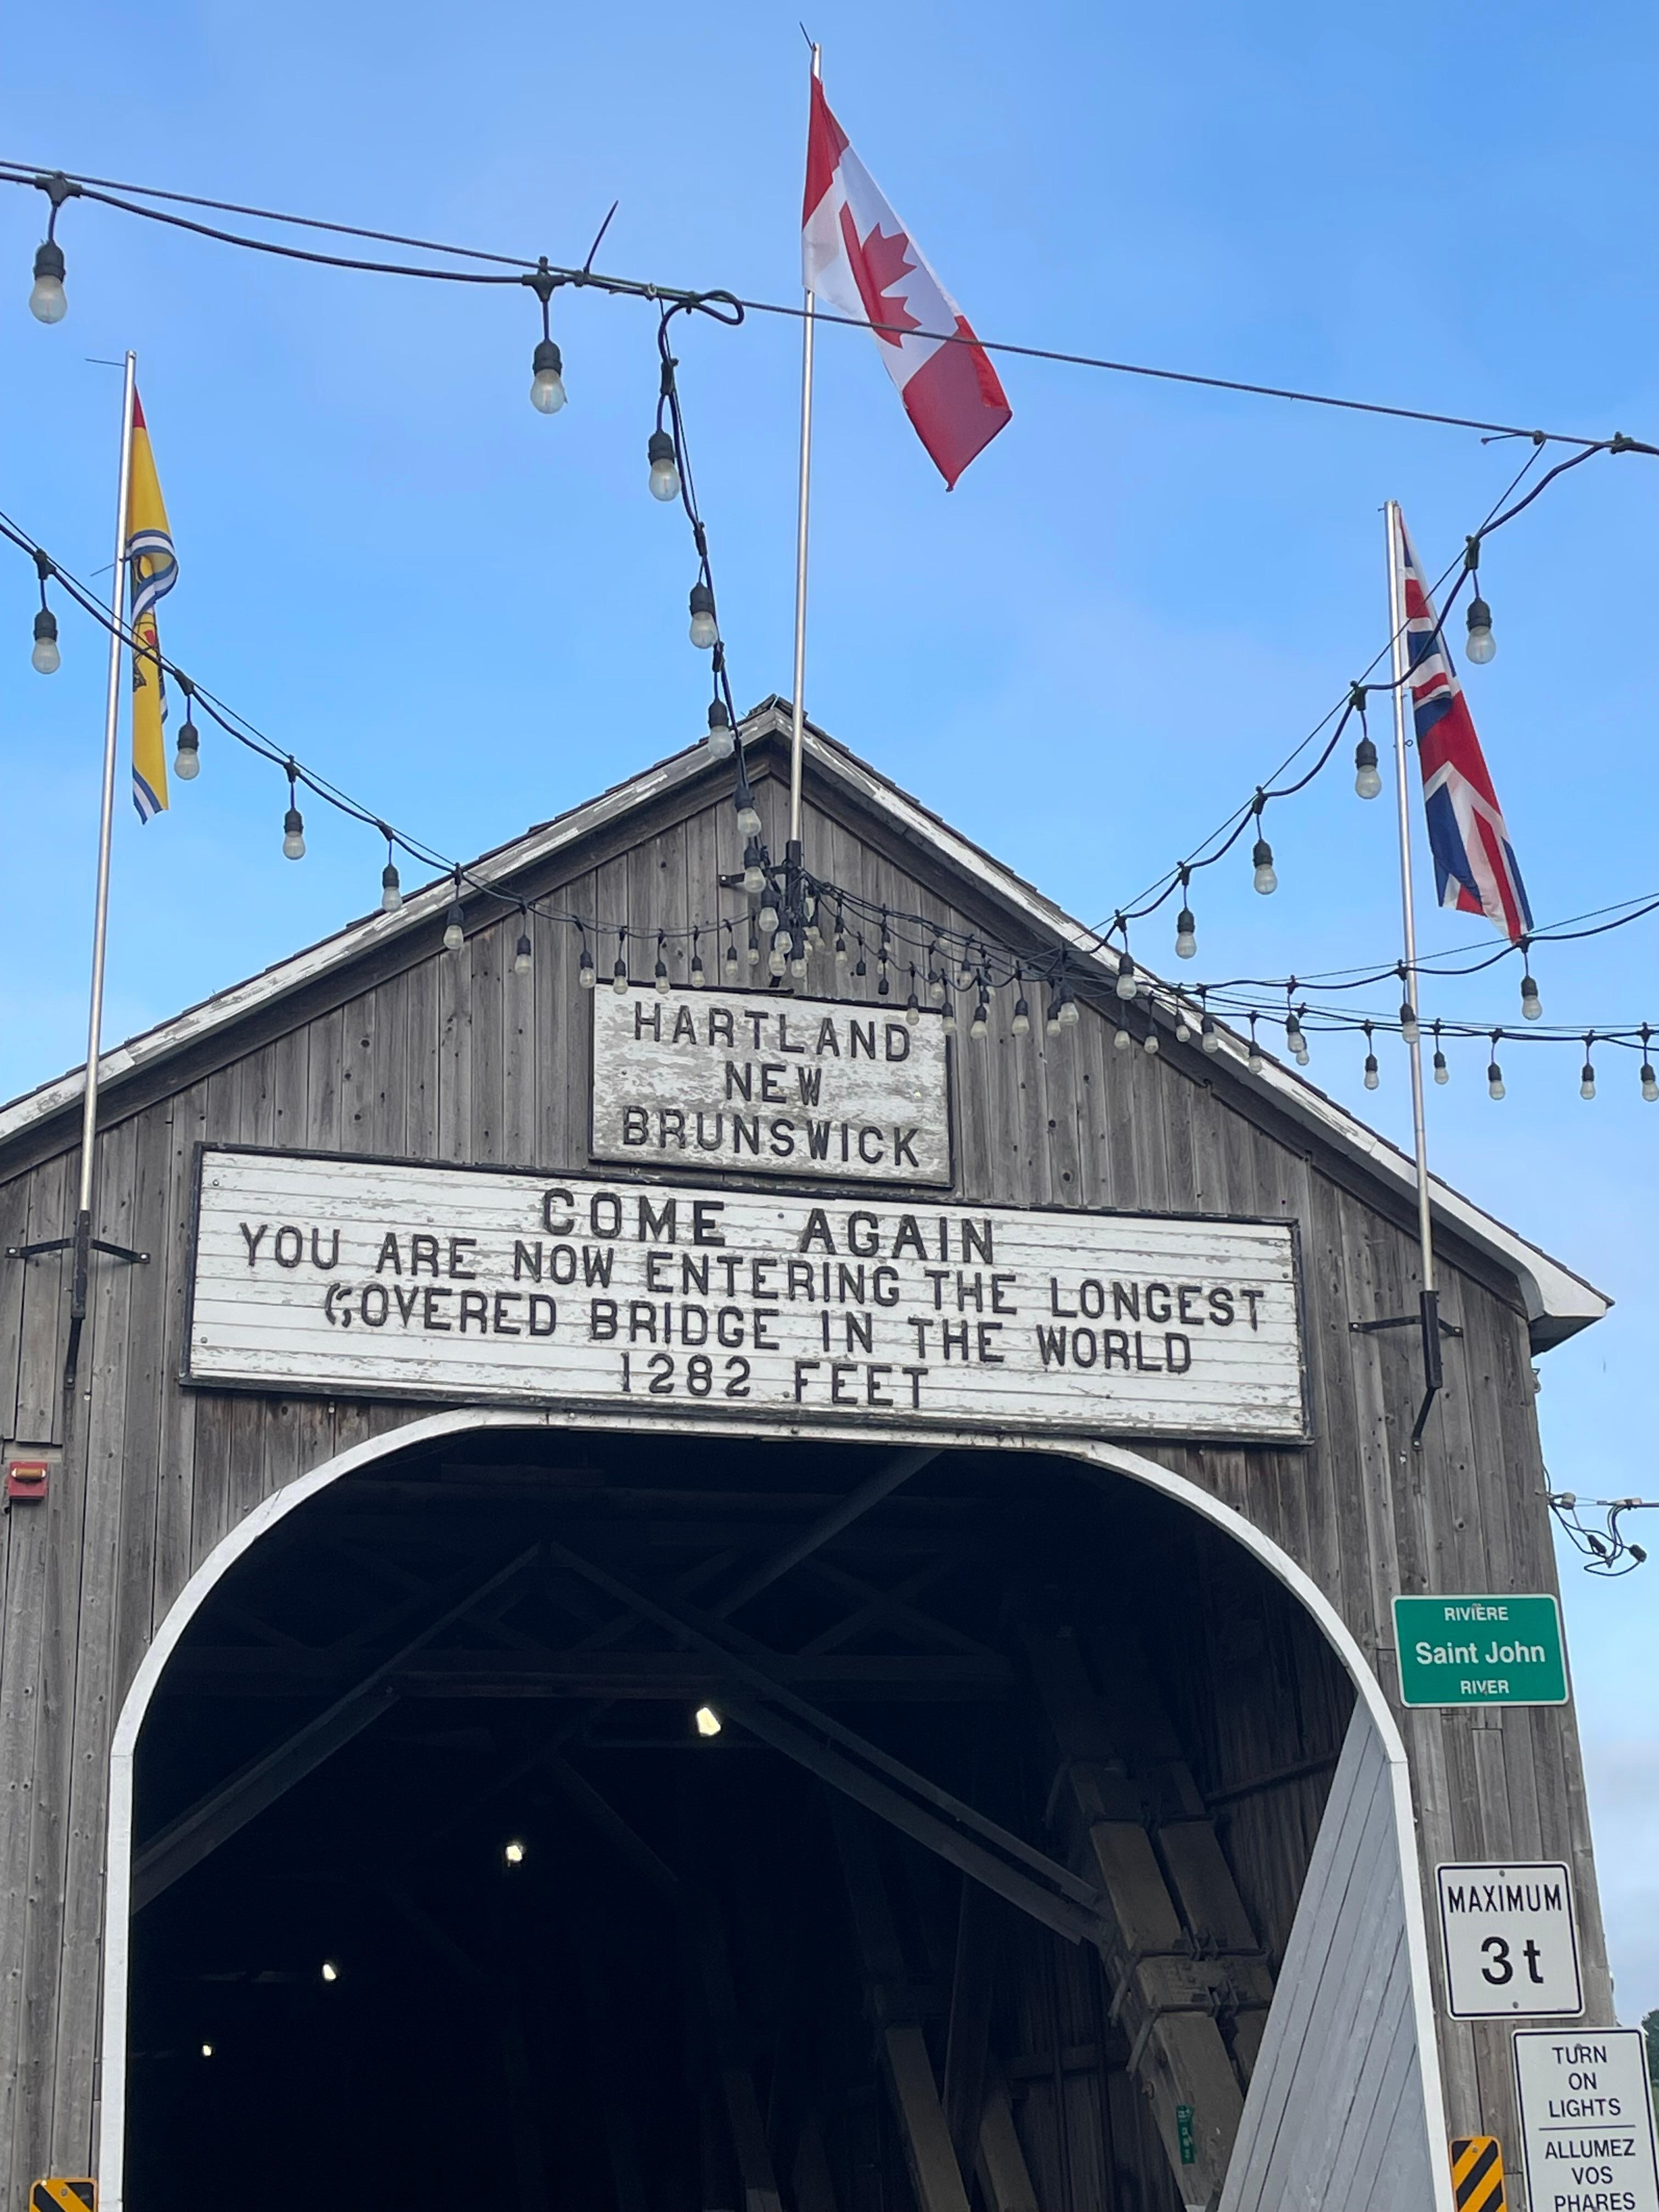 HARTLAND
NEW
BRUNSWICK
COME AGAIN
YOU ARE NOW ENTERING THE LONGEST
COVERED BRIDGE IN THE WORLD
1282 FEET
RIVIÈRE
Saint John
RIVER
MAXIMUM
3t
TURN
ON
LIGHTS
ALLUMEZ
VOS
PHARES